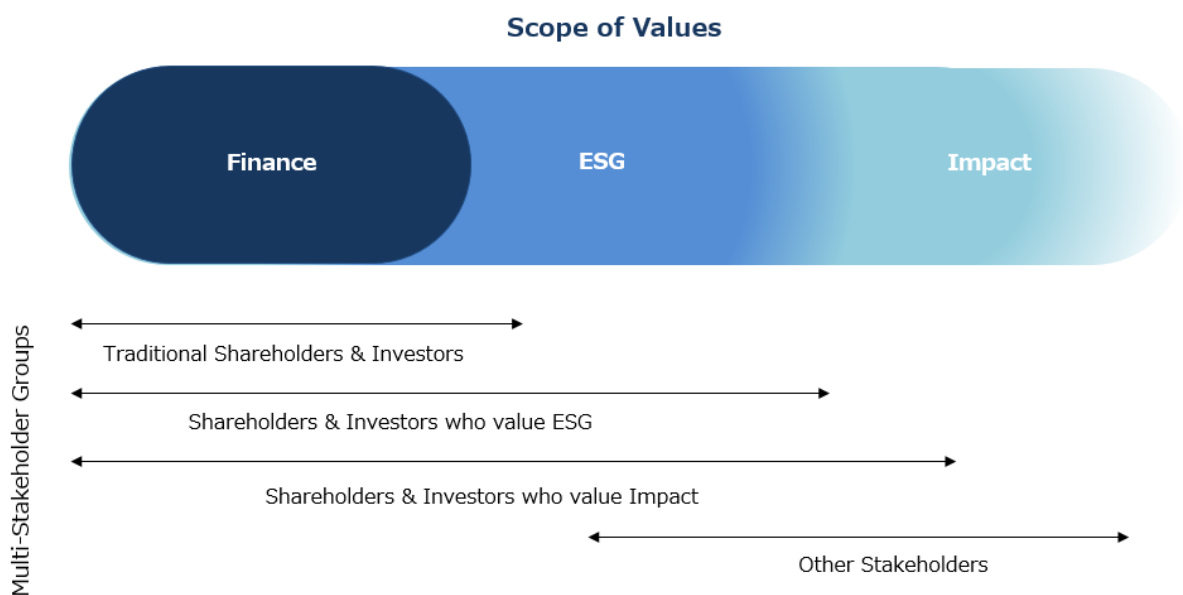 Scope of Values
Finance
ESG
Impact
Multi-Stakeholder Groups
Traditional Shareholders & Investors
Shareholders & Investors who value ESG
Shareholders & Investors who value Impact
Other Stakeholders